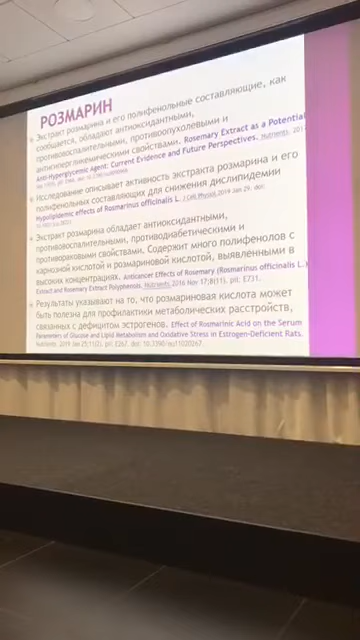 РОЗМАРИН
Экстракт розмарина и его полифенольные составляющие, как
сообщается, обладают антиоксидантными,
противовоспалительными, противоопухолевыми и
антигипергликемическими свойствами. Rosemary Extract as a Potential
Anti-Hyperglycemic Agent: Current Evidence and Future Perspectives. Nutrients.
Исследование описывает активность экстракта розмарина и его
полифенольных составляющих для снижения дислипидемии
Hypolipidemic effects of Rosmarinus officinalis L. J Cell Physiol. 2019 Jan 29. doi:
Экстракт розмарина обладает антиоксидантными,
противовоспалительными, противодиабетическими и
противораковыми свойствами. Содержит много полифенолов с
карнозной кислотой и розмариновой кислотой, выявленными в
высоких концентрациях. Anticancer Effects of Rosemary (Rosmarinus officinalis L.)
Extract and Rosemary Extract Polyphenols. Nutrients. 2016 Nov 17;8(11). pii: E731.
Результаты указывают на то, что розмариновая кислота может
быть полезна для профилактики метаболических расстройств,
связанных с дефицитом эстрогенов. Effect of Rosmarinic Acid on the Serum
Parameters of Glucose and Lipid Metabolism and Oxidative Stress in Estrogen-Deficient Rats.
Nutrients. 2019 Jan 25;11(2). pii: E267. doi: 10.3390/nu11020267.